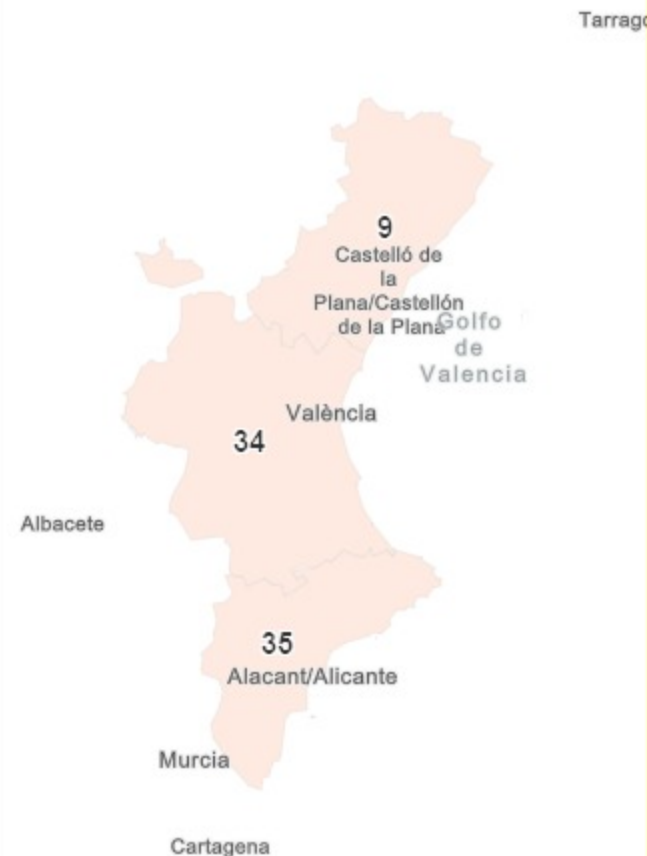 Tarrago
9
Castelló de
la
Plana/Castellón
de la Plana
Golfo
de
Valencia
València
34
Albacete
35
Alacant/Alicante
Murcia
Cartagena